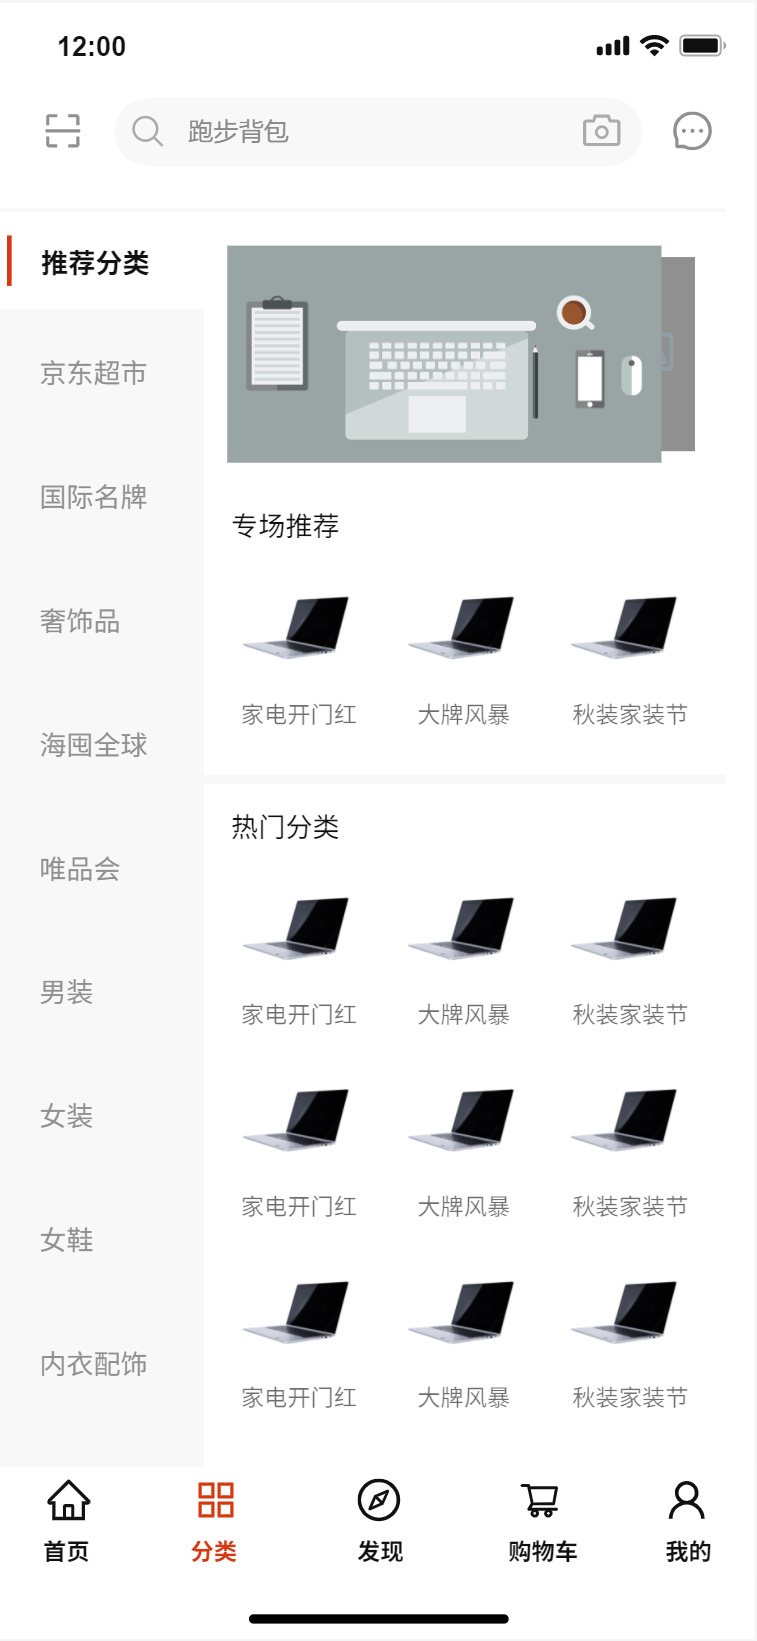 12:00
跑步背包
推荐分类
京东超市
国际名牌
奢饰品
海囤全球
唯品会
男装
女装
女鞋
内衣配饰
专场推荐
家电开门红 大牌风暴 秋装家装节
热门分类
家电开门红 大牌风暴 秋装家装节
家电开门红 大牌风暴 秋装家装节
家电开门红 大牌风暴 秋装家装节
首页 分类 发现 购物车 我的